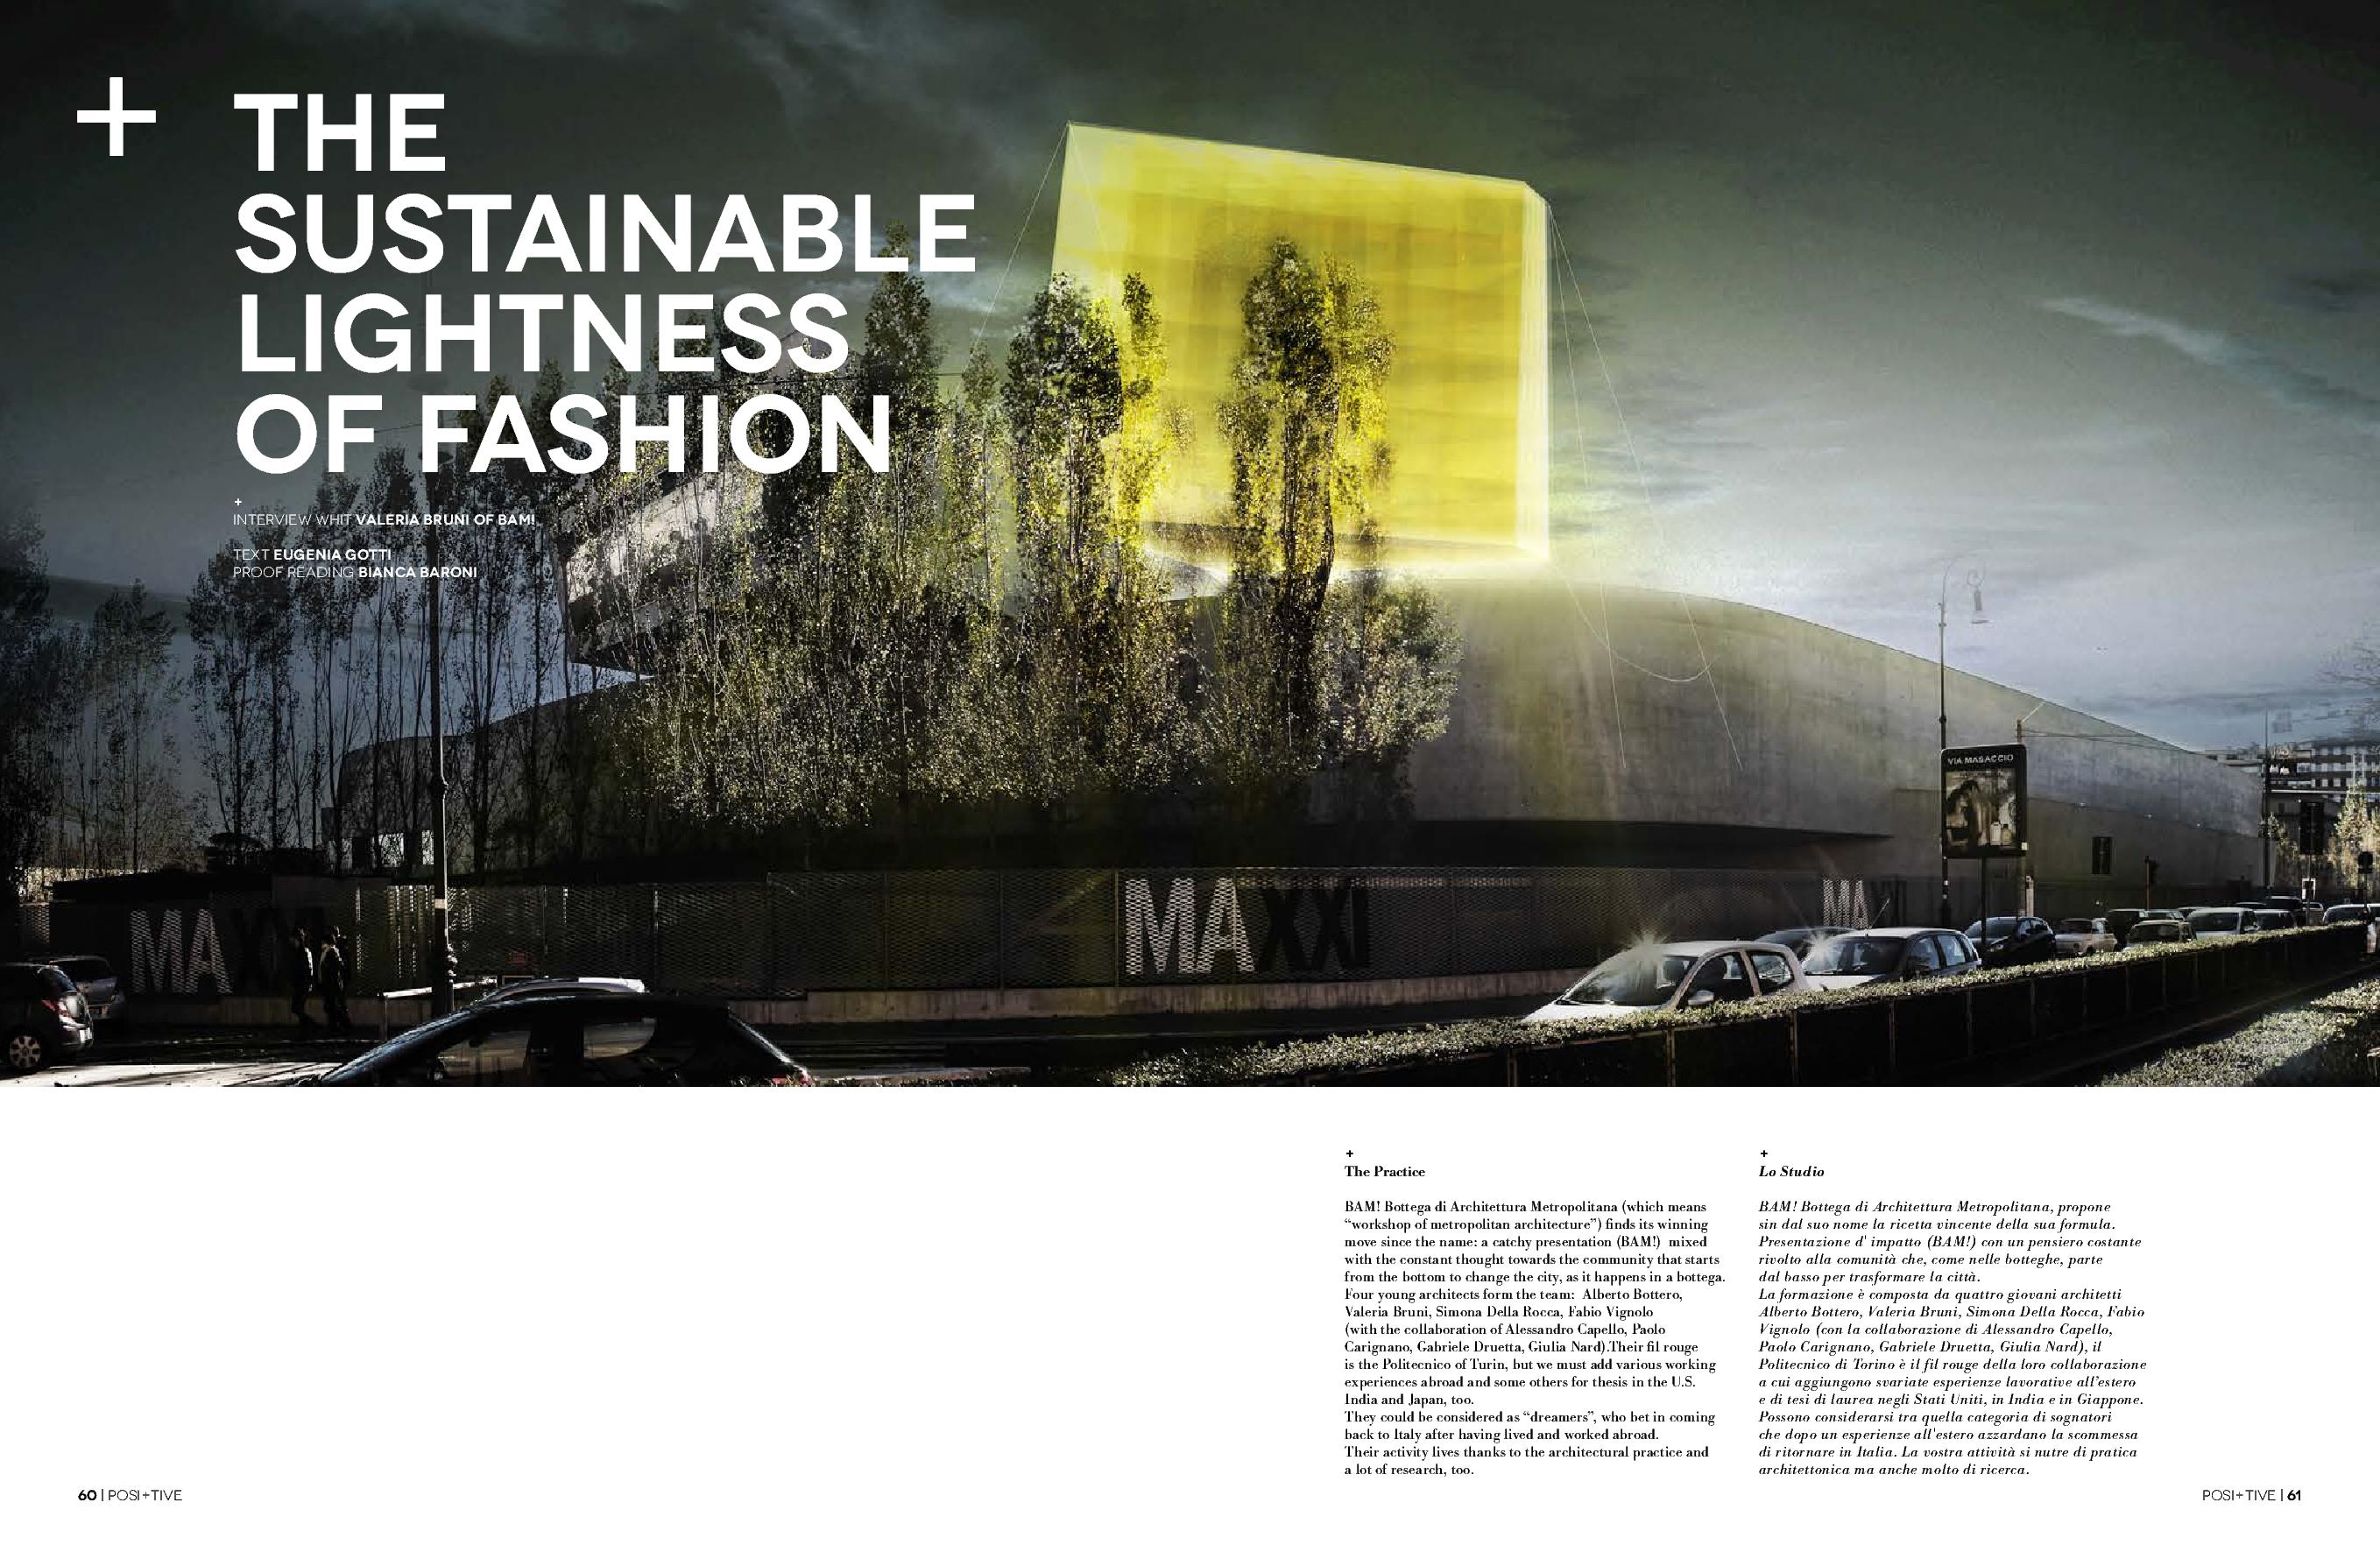 +
THE
SUSTAINABLE
LIGHTNESS
OF FASHION
+
INTERVIEW WHIT VALERIA BRUNI OF BAM!
TEXT EUGENIA GOTTI
PROOF READING BIANCA BARONI
VIA MASACCIO
MAXXI
MAXXI
MAXXI
+
The Practice
BAM! Bottega di Architettura Metropolitana (which means
“workshop of metropolitan architecture”) finds its winning
move since the name: a catchy presentation (BAM!) mixed
with the constant thought towards the community that starts
from the bottom to change the city, as it happens in a bottega.
Four young architects form the team: Alberto Bottero,
Valeria Bruni, Simona Della Rocca, Fabio Vignolo
(with the collaboration of Alessandro Capello, Paolo
Carignano, Gabriele Druetta, Giulia Nard).Their fil rouge
is the Politecnico of Turin, but we must add various working
experiences abroad and some others for thesis in the U.S.
India and Japan, too.
They could be considered as “dreamers”, who bet in coming
back to Italy after having lived and worked abroad.
Their activity lives thanks to the architectural practice and
a lot of research, too.
+
Lo Studio
BAM! Bottega di Architettura Metropolitana, propone
sin dal suo nome la ricetta vincente della sua formula.
Presentazione d' impatto (BAM!) con un pensiero costante
rivolto alla comunità che, come nelle botteghe, parte
dal basso per trasformare la città.
La formazione è composta da quattro giovani architetti
Alberto Bottero, Valeria Bruni, Simona Della Rocca, Fabio
Vignolo (con la collaborazione di Alessandro Capello,
Paolo Carignano, Gabriele Druetta, Giulia Nard), il
Politecnico di Torino è il fil rouge della loro collaborazione
a cui aggiungono svariate esperienze lavorative all’estero
e di tesi di laurea negli Stati Uniti, in India e in Giappone.
Possono considerarsi tra quella categoria di sognatori
che dopo un esperienze all'estero azzardano la scommessa
di ritornare in Italia. La vostra attività si nutre di pratica
architettonica ma anche molto di ricerca.
60 | POSI+TIVE
POSI+TIVE | 61